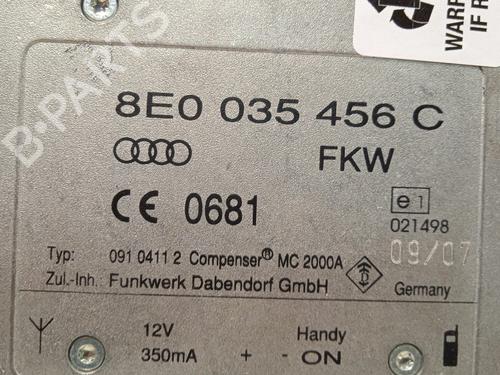 WARR
IF R
8E0 035 456 C
FKW
CE 0681
e1
021498
09/07
Typ: 091 0411 2 Compenser® MC 2000A
Zul.-Inh. Funkwerk Dabendorf GmbH
Germany
12V
350mA + -
Handy
ON
B-PARTS